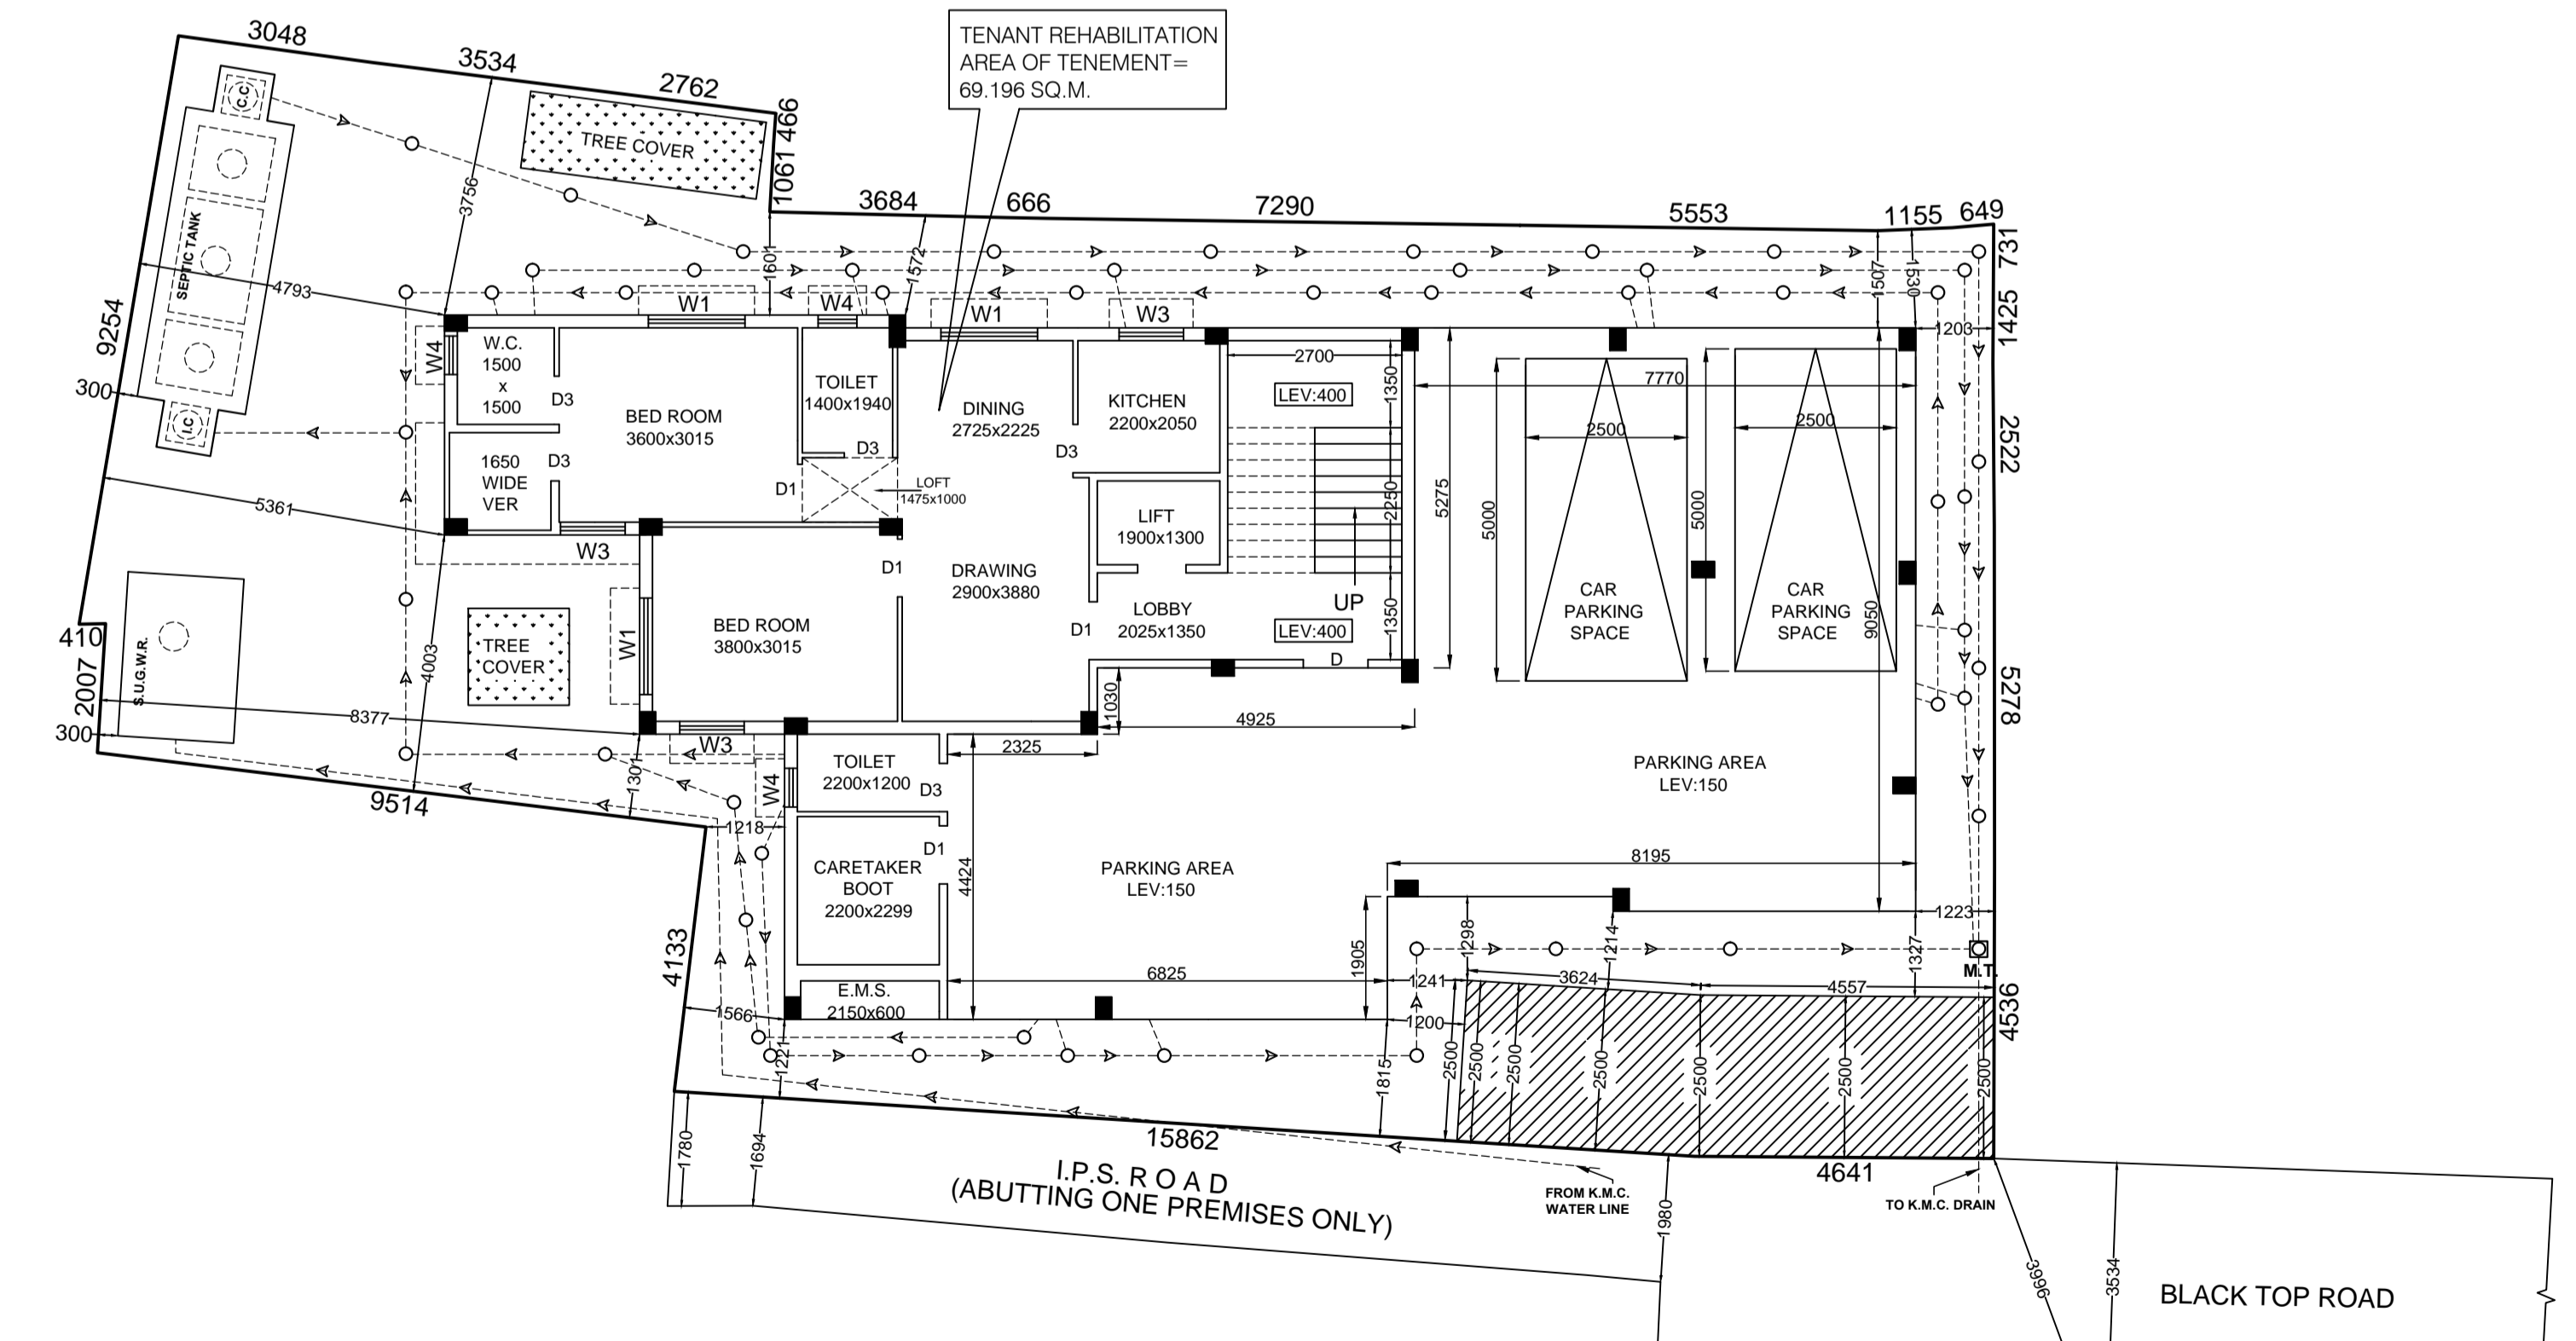 3048
3534
2762
466
1061
TENANT REHABILITATION
AREA OF TENEMENT=
69.196 SQ.M.
3684
666
7290
5553
1155
649
731
1425
2522
5278
4536
C.C.
SEPTIC TANK
I.C
TREE COVER
3756
4793
1601
1572
1507
1530
1203
9254
300
5361
410
2007
300
S.U.G.W.R.
8377
4003
9514
1301
W4
W1
W4
W1
W3
W.C.
1500
x
1500
D3
BED ROOM
3600x3015
TOILET
1400x1940
D3
DINING
2725x2225
KITCHEN
2200x2050
D3
2700
LEV:400
1350
2250
1350
5275
7770
2500
2500
5000
5000
9050
1650
WIDE
VER
D3
D1
LOFT
1475x1000
LIFT
1900x1300
W3
D1
DRAWING
2900x3880
LOBBY
2025x1350
UP
LEV:400
D
D1
CAR
PARKING
SPACE
CAR
PARKING
SPACE
TREE
COVER
W1
BED ROOM
3800x3015
1030
4925
2325
W3
W4
TOILET
2200x1200
D3
PARKING AREA
LEV:150
1218
D1
CARETAKER
BOOT
2200x2299
4424
PARKING AREA
LEV:150
8195
1223
4133
1905
1298
1214
1327
M.T.
6825
1241
3624
4557
E.M.S.
2150x600
1566
1200
1221
1815
2500
2500
2500
2500
2500
2500
2500
15862
4641
1780
1694
I.P.S. R O A D
(ABUTTING ONE PREMISES ONLY)
FROM K.M.C.
WATER LINE
1980
TO K.M.C. DRAIN
3996
3534
BLACK TOP ROAD